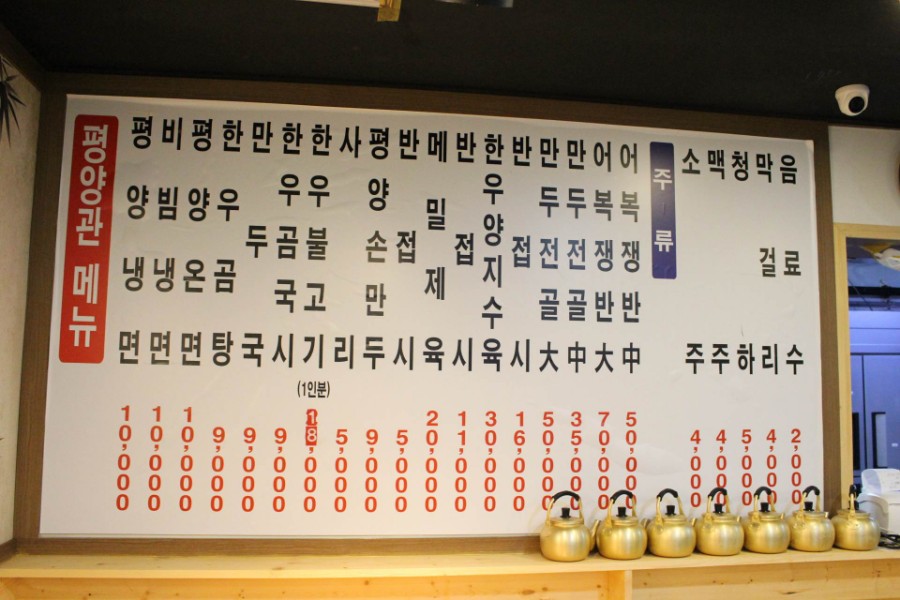 평양관 메뉴
평양냉면 10,000
비빔냉면 10,000
평양온면 10,000
한우곰탕 9,000
만두국 9,000
한우곰국시 9,000
한우불고기 (1인분) 18,000
사리 5,000
평양손만두 9,000
반접시 5,000
메밀제육 20,000
반접시 11,000
한우양지수육 30,000
반접시 16,000
만두전골大 50,000
만두전골中 35,000
어복쟁반大 70,000
어복쟁반中 50,000
주류
소주 4,000
맥주 4,000
청하 5,000
막걸리 4,000
음료수 2,000